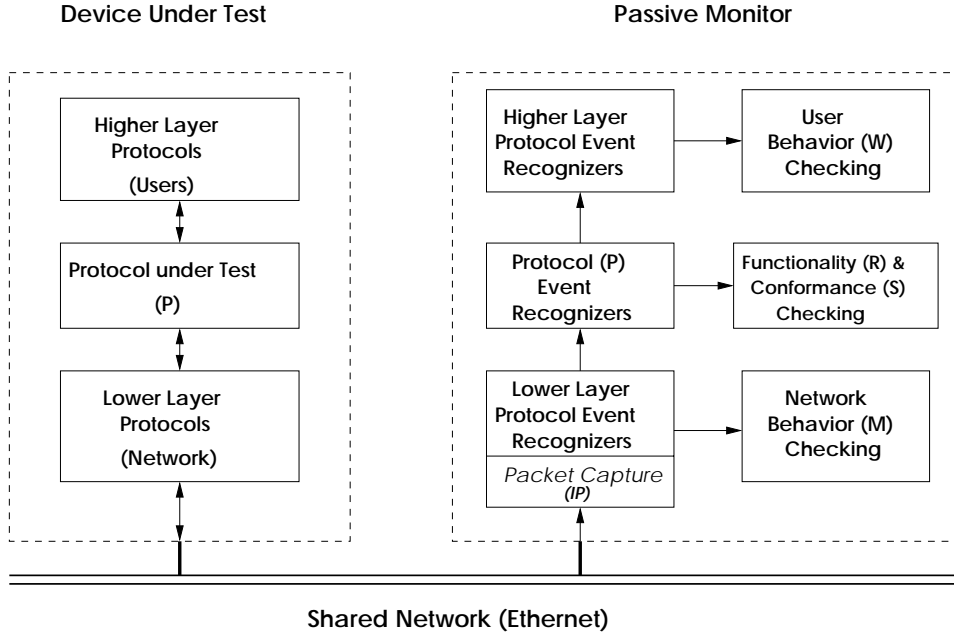 Device Under Test
Passive Monitor
Higher Layer
Protocols
(Users)
Protocol under Test
(P)
Lower Layer
Protocols
(Network)
Higher Layer
Protocol Event
Recognizers
User
Behavior (W)
Checking
Protocol (P)
Event
Recognizers
Functionality (R) &
Conformance (S)
Checking
Lower Layer
Protocol Event
Recognizers
Packet Capture
(IP)
Network
Behavior (M)
Checking
Shared Network (Ethernet)